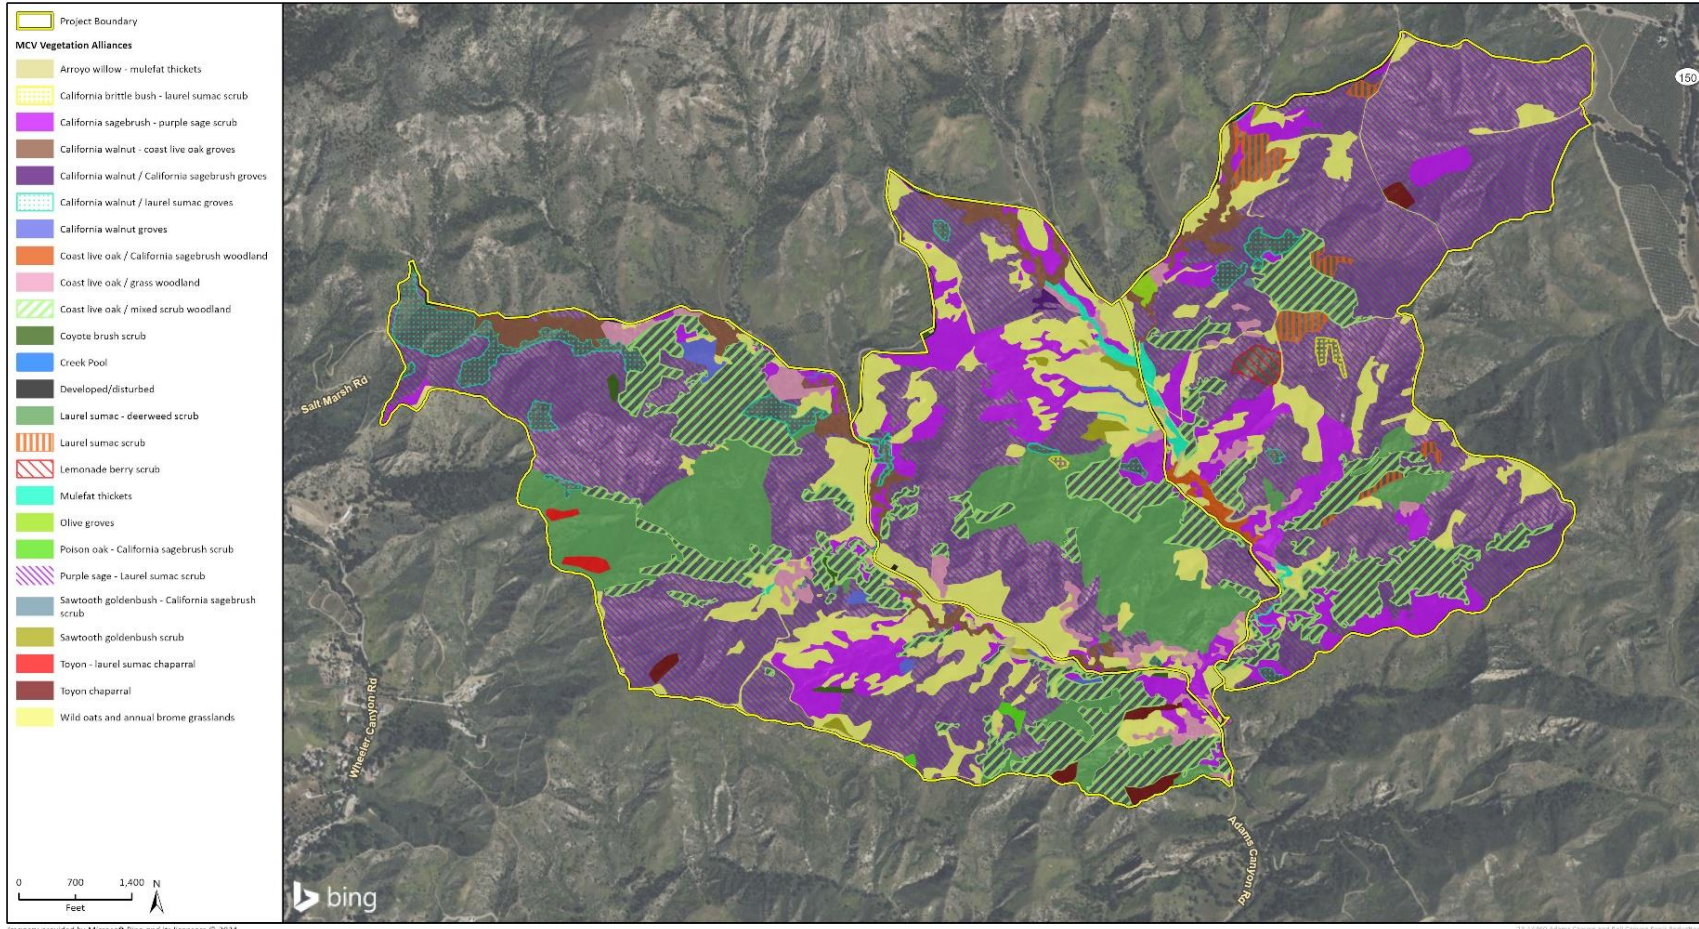 Project Boundary
MCV Vegetation Alliances
Arroyo willow - mulefat thickets
California brittle bush - laurel sumac scrub
California sagebrush - purple sage scrub
California walnut - coast live oak groves
California walnut / California sagebrush groves
California walnut / laurel sumac groves
California walnut groves
Coast live oak / California sagebrush woodland
Coast live oak / grass woodland
Coast live oak / mixed scrub woodland
Coyote brush scrub
Creek Pool
Developed/disturbed
Laurel sumac - deerweed scrub
Laurel sumac scrub
Lemonade berry scrub
Mulefat thickets
Olive groves
Poison oak - California sagebrush scrub
Purple sage - Laurel sumac scrub
Sawtooth goldenbush - California sagebrush
scrub
Sawtooth goldenbush scrub
Toyon - laurel sumac chaparral
Toyon chaparral
Wild oats and annual brome grasslands
0 700 1,400 N
Feet
150
Salt Marsh Rd
Wheeler Canyon Rd
Adams Canyon Rd
bing